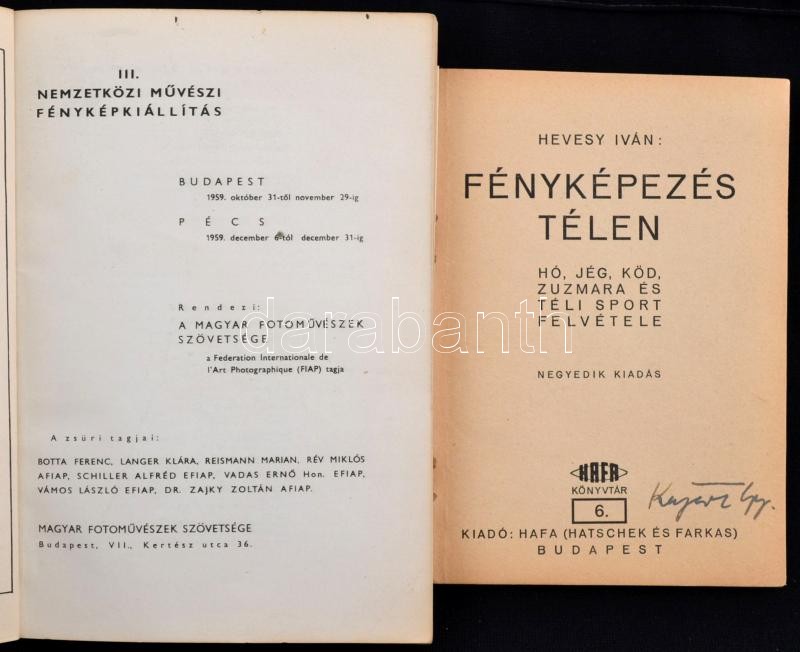 III.
NEMZETKÖZI MŰVÉSZI
FÉNYKÉPKIÁLLÍTÁS
BUDAPEST
1959. október 31-től november 29-ig
PÉCS
1959. december 6-tól december 31-ig
Rendezi:
A MAGYAR FOTOMŰVÉSZEK
SZÖVETSÉGE
a Federation Internationale de
l'Art Photographique (FIAP) tagja
A zsüri tagjai:
BOTTA FERENC, LANGER KLÁRA, REISMANN MARIAN, RÉV MIKLÓS
AFIAP, SCHILLER ALFRÉD EFIAP, VADAS ERNŐ Hon. EFIAP,
VÁMOS LÁSZLÓ EFIAP, DR. ZAJKY ZOLTÁN AFIAP.
MAGYAR FOTOMŰVÉSZEK SZÖVETSÉGE
Budapest, VII., Kertész utca 36.
HEVESY IVÁN:
FÉNYKÉPEZÉS
TÉLEN
HÓ, JÉG, KÖD,
ZUZMARA ÉS
TÉLI SPORT
FELVÉTELE
NEGYEDIK KIADÁS
HAFA
KÖNYVTÁR
6.
KIADÓ: HAFA (HATSCHEK ÉS FARKAS)
BUDAPEST
darabanth